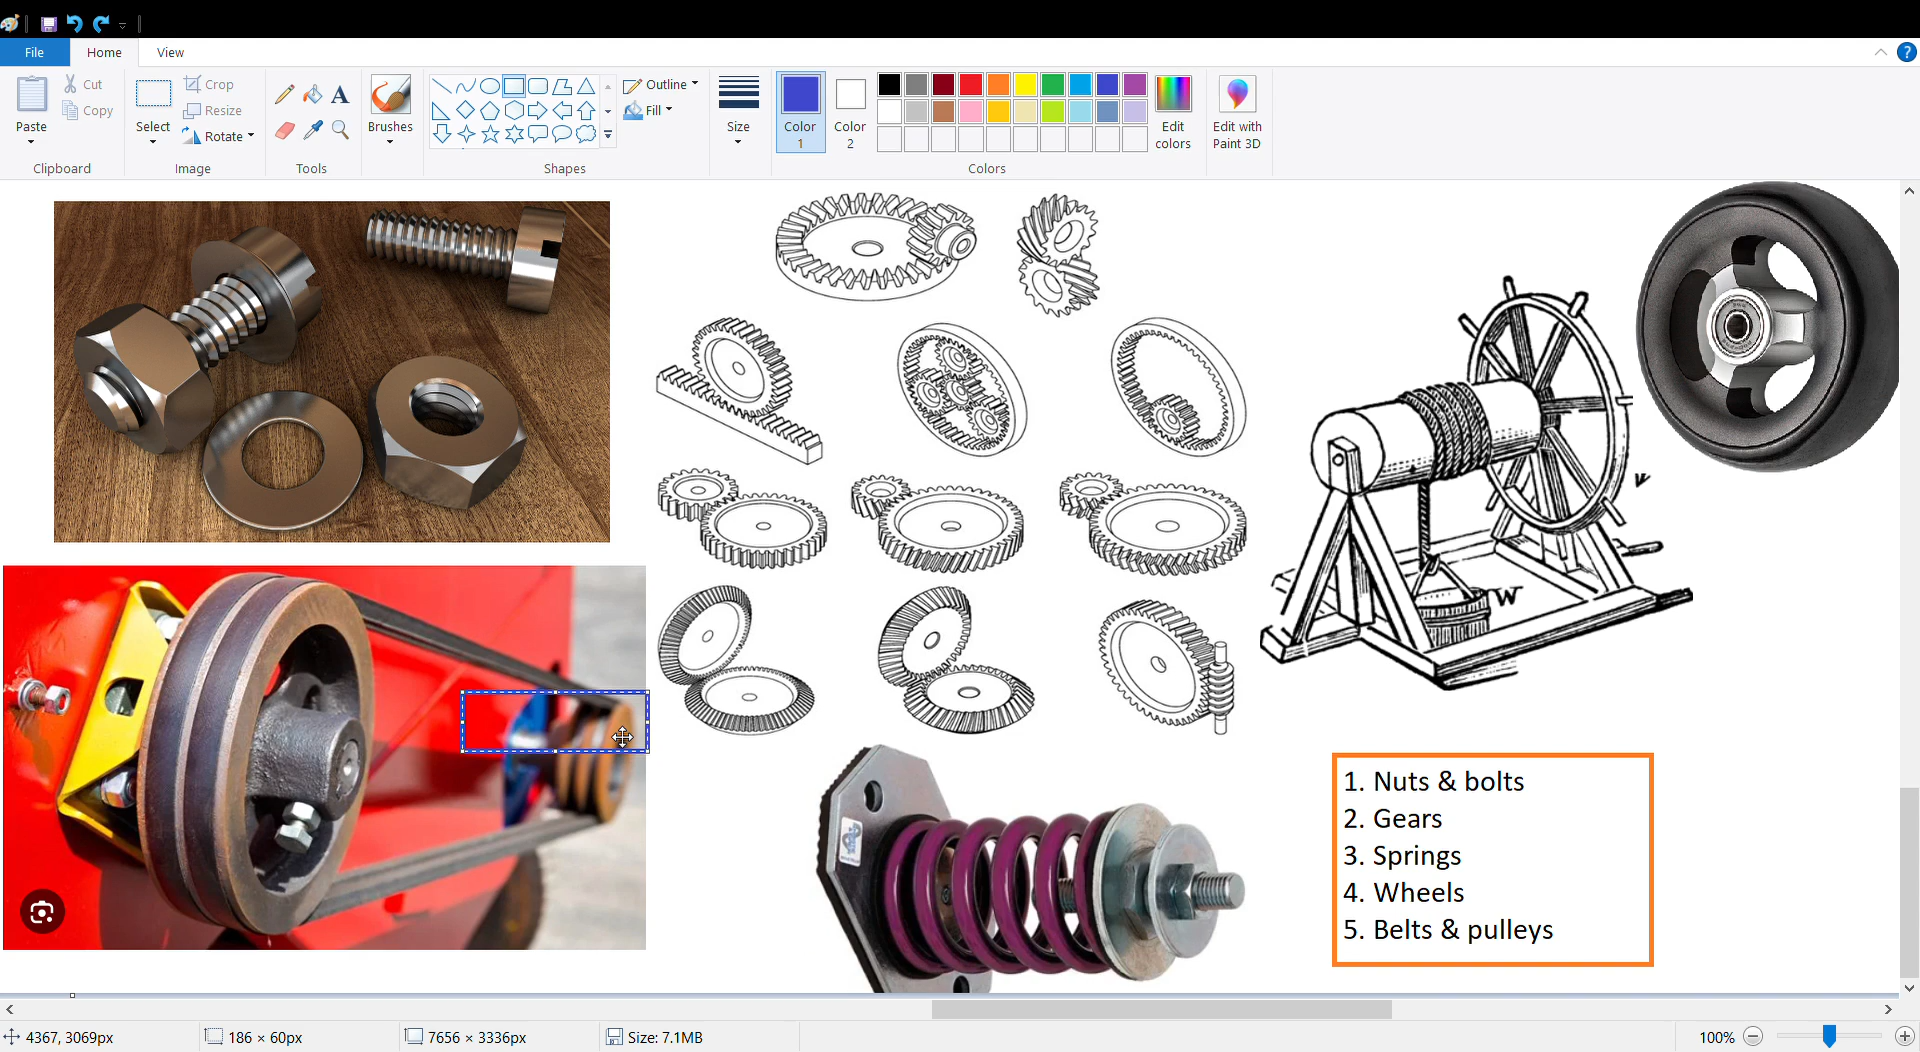 File
Home
View
Paste
Cut
Copy
Clipboard
Select
Crop
Resize
Rotate
Image
Tools
Brushes
Outline
Fill
Shapes
Size
Color 1
Color 2
Edit colors
Edit with Paint 3D
Colors
W
1. Nuts & bolts
2. Gears
3. Springs
4. Wheels
5. Belts & pulleys
4367, 3069px
186 × 60px
7656 × 3336px
Size: 7.1MB
100%